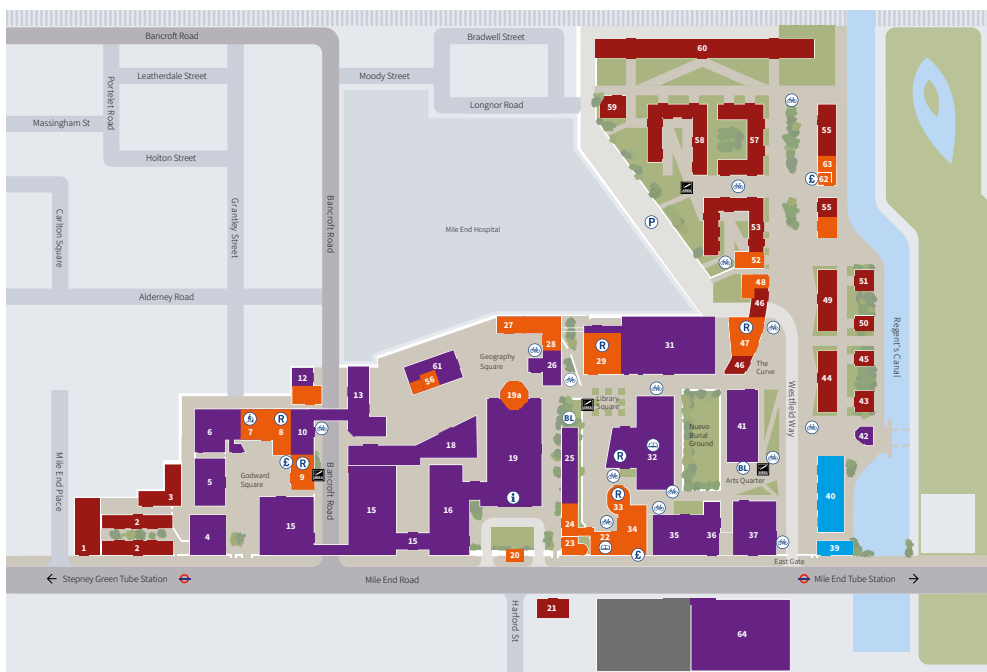 Bancroft Road
Bradwell Street
60
Leatherdale Street
Moody Street
Portelet Road
Longnor Road
59
Massingham St
55
58
57
63
Holton Street
£
62
Carlton Square
Grantley Street
Bancroft Road
55
P
Mile End Hospital
53
52
48
51
49
46
Alderney Road
27
50
R
47
Regent's Canal
28
R
29
31
Geography
Square
26
61
56
The
Curve
46
45
44
12
13
19a
Library
Square
43
Westfield Way
BL
Nuevo
Burial
Ground
41
42
6
7
R
8
10
18
19
25
R
32
Mile End Place
£
R
9
BL
Godward
Square
Bancroft Road
Arts Quarter
5
3
40
i
R
33
2
15
15
16
24
22
34
35
36
37
4
1
2
15
23
20
£
39
East Gate
Stepney Green Tube Station
Mile End Road
Mile End Tube Station
Harford St
21
64